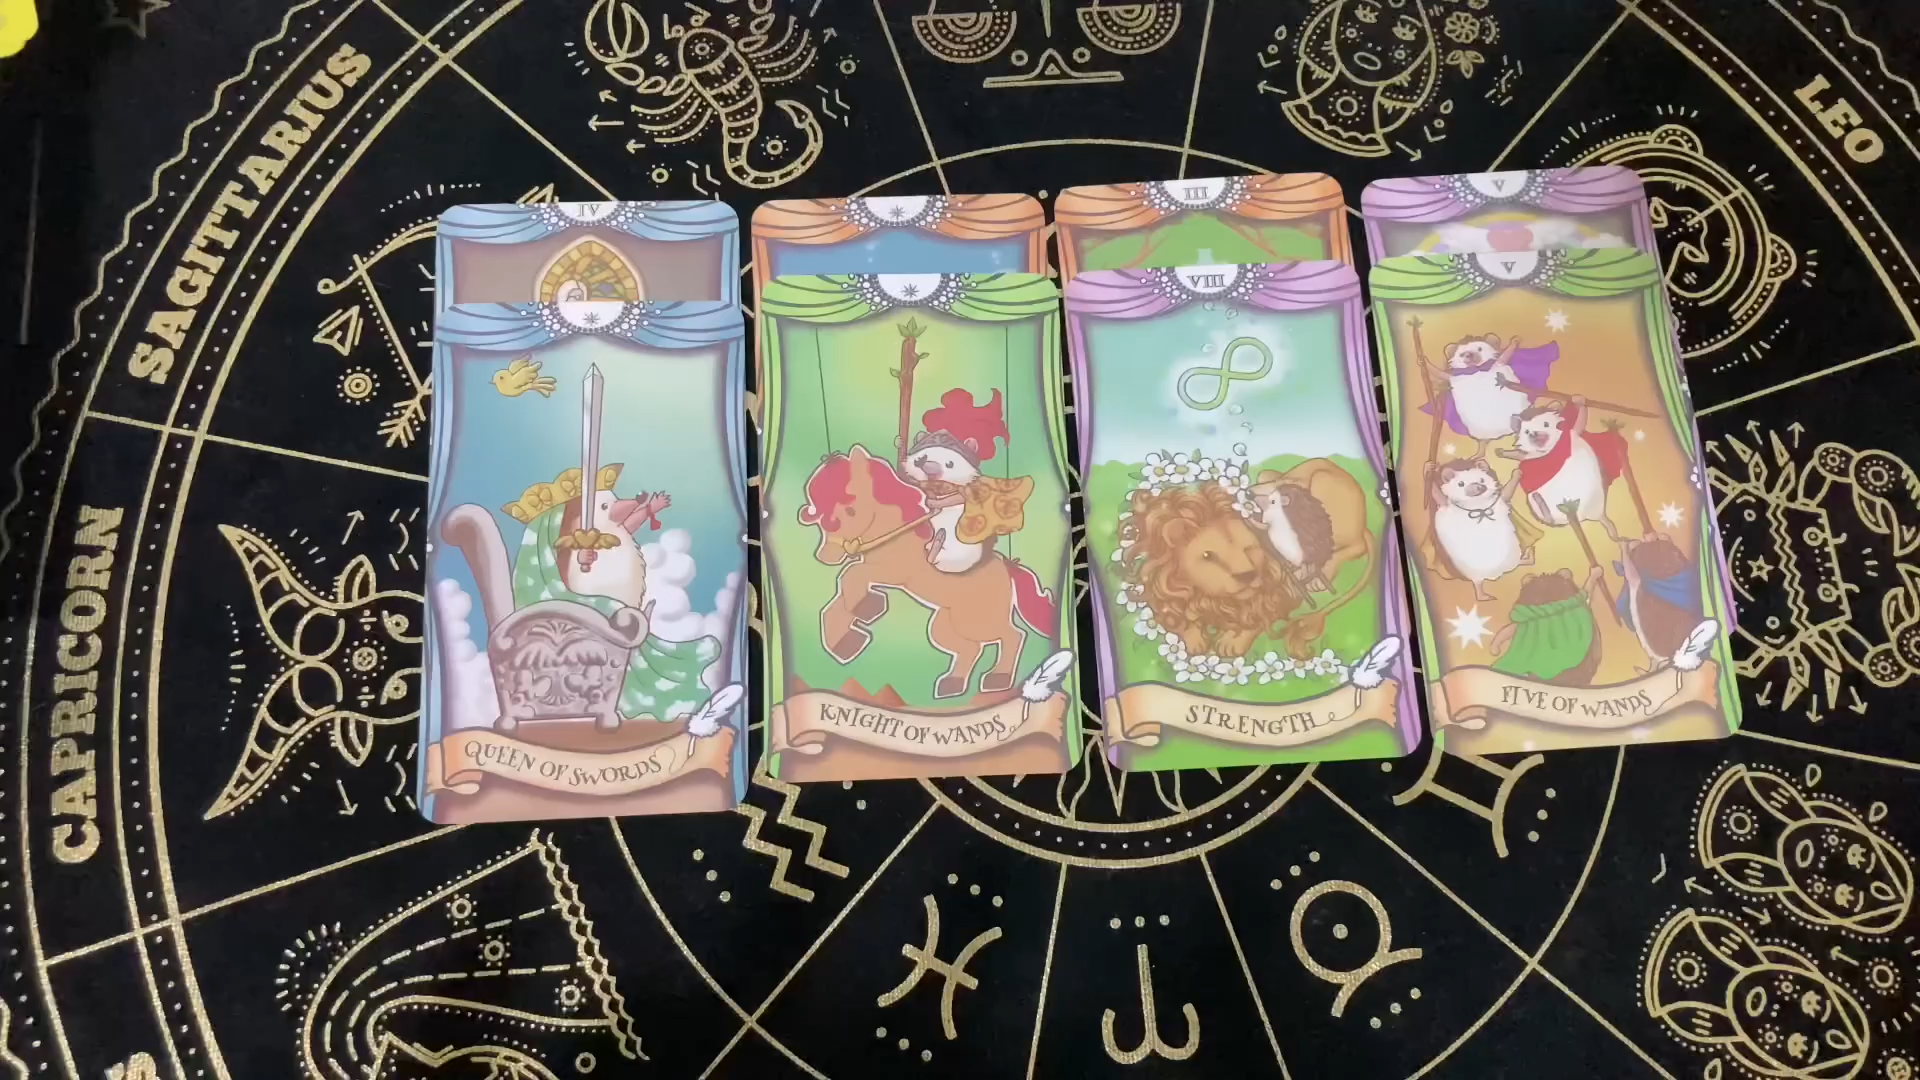 SAGITTARIUS
LEO
CAPRICORN
IV
III
V
VIII
V
QUEEN OF SWORDS
KNIGHT OF WANDS
STRENGTH
FIVE OF WANDS